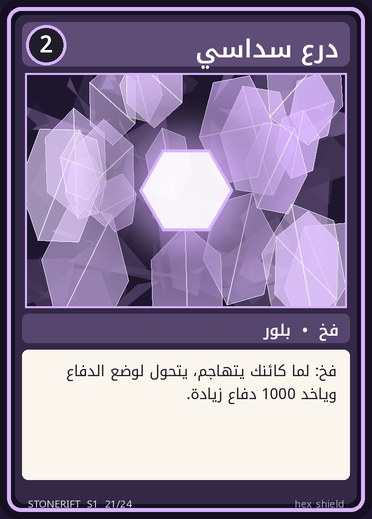 2
درع سداسي
فخ • بلور
فخ: لما كائنك يتهاجم، يتحول لوضع الدفاع
وياخد 1000 دفاع زيادة.
STONERIFT S1 21/24
hex shield